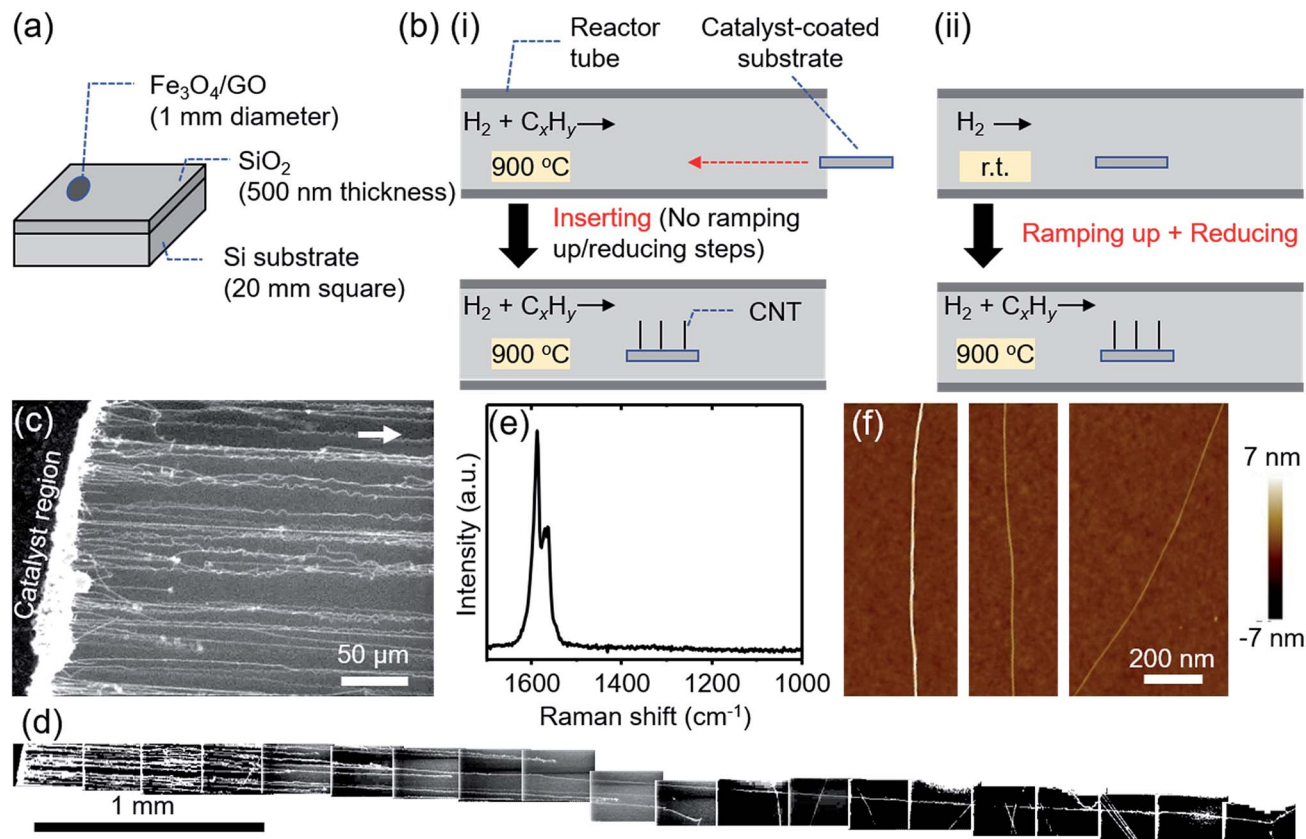 (a)
Fe₃O₄/GO
(1 mm diameter)
SiO₂
(500 nm thickness)
Si substrate
(20 mm square)
(b) (i)
Reactor
tube
Catalyst-coated
substrate
H₂ + CₓHᵧ
900 ºC
Inserting (No ramping
up/reducing steps)
H₂ + CₓHᵧ
CNT
900 ºC
(ii)
H₂
r.t.
Ramping up + Reducing
H₂ + CₓHᵧ
900 ºC
(c)
Catalyst region
50 μm
(e)
Intensity (a.u.)
1600 1400 1200 1000
Raman shift (cm⁻¹)
(f)
7 nm
-7 nm
200 nm
(d)
1 mm